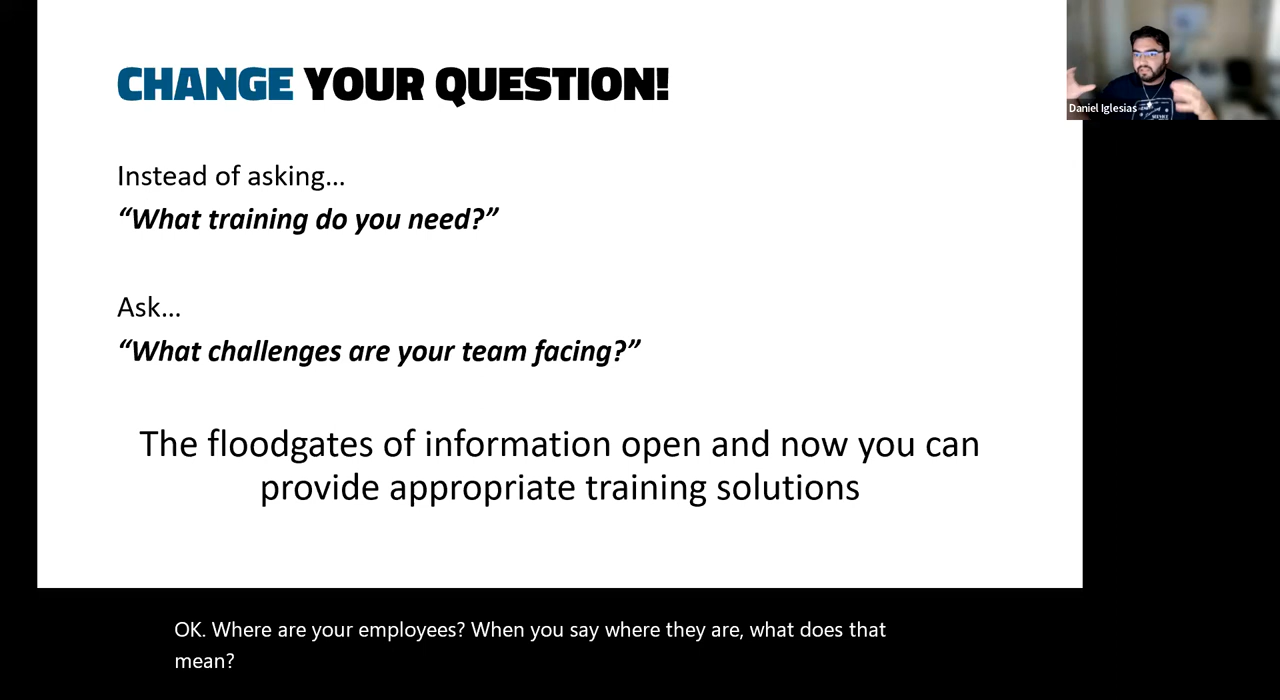 CHANGE YOUR QUESTION!
Daniel Iglesias
Instead of asking...
“What training do you need?”
Ask...
“What challenges are your team facing?”
The floodgates of information open and now you can
provide appropriate training solutions
OK. Where are your employees? When you say where they are, what does that
mean?